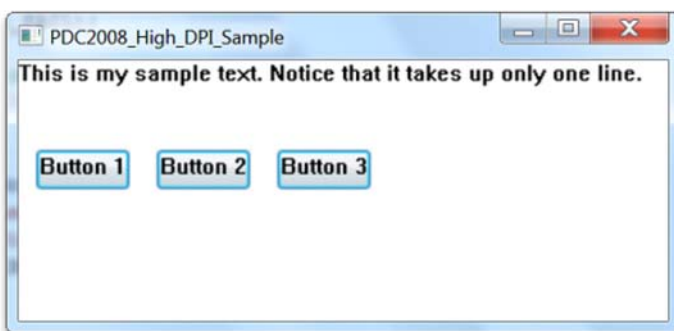 PDC2008_High_DPI_Sample
This is my sample text. Notice that it takes up only one line.
Button 1 Button 2 Button 3